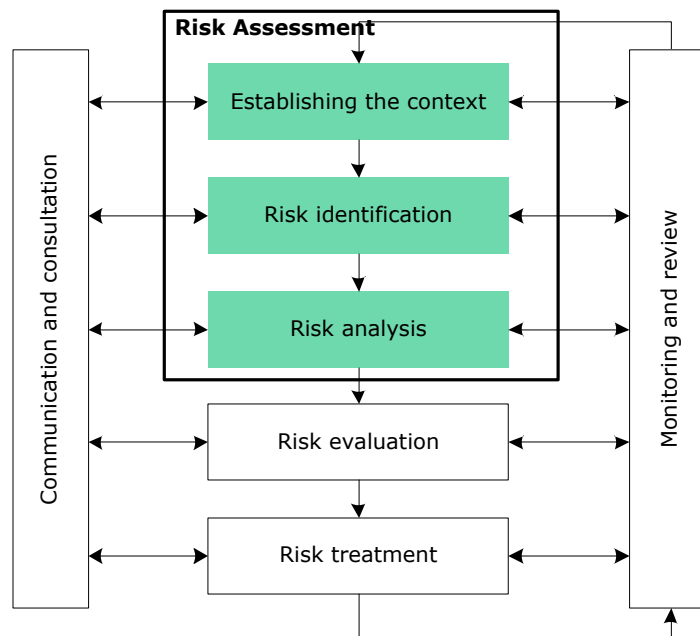 Risk Assessment
Establishing the context
Risk identification
Risk analysis
Risk evaluation
Risk treatment
Communication and consultation
Monitoring and review